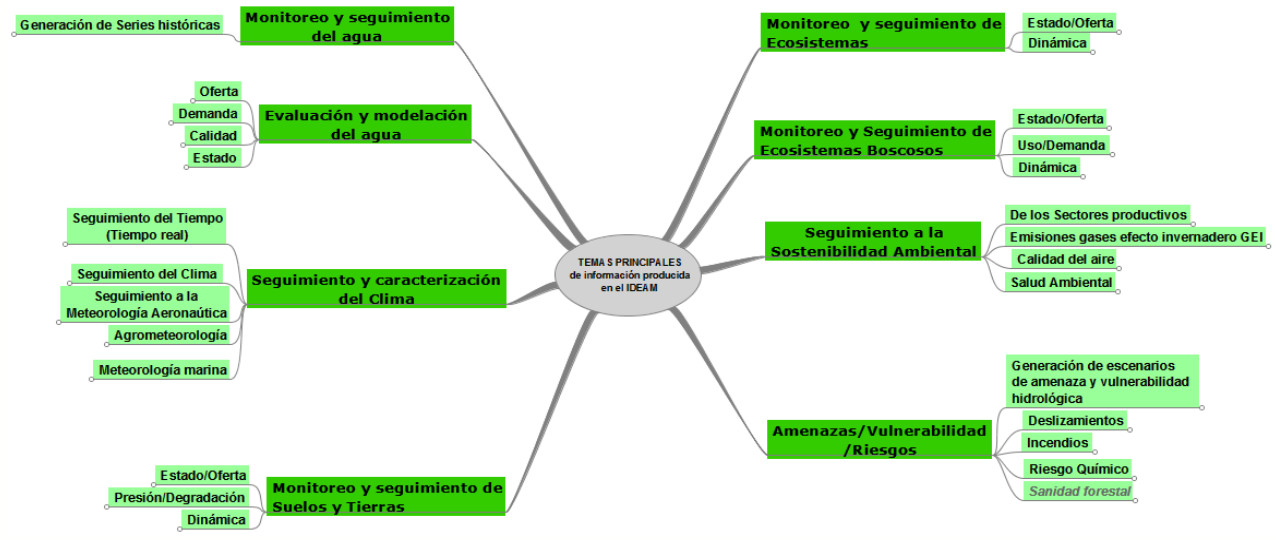 TEMAS PRINCIPALES
de información producida
en el IDEAM
Monitoreo y seguimiento
del agua
Generación de Series históricas
Evaluación y modelación
del agua
Oferta
Demanda
Calidad
Estado
Seguimiento y caracterización
del Clima
Seguimiento del Tiempo
(Tiempo real)
Seguimiento del Clima
Seguimiento a la
Meteorología Aeronaútica
Agrometeorología
Meteorología marina
Monitoreo y seguimiento de
Suelos y Tierras
Estado/Oferta
Presión/Degradación
Dinámica
Monitoreo y seguimiento de
Ecosistemas
Estado/Oferta
Dinámica
Monitoreo y Seguimiento de
Ecosistemas Boscosos
Estado/Oferta
Uso/Demanda
Dinámica
Seguimiento a la
Sostenibilidad Ambiental
De los Sectores productivos
Emisiones gases efecto invernadero GEI
Calidad del aire
Salud Ambiental
Amenazas/Vulnerabilidad
/Riesgos
Generación de escenarios
de amenaza y vulnerabilidad
hidrológica
Deslizamientos
Incendios
Riesgo Químico
Sanidad forestal